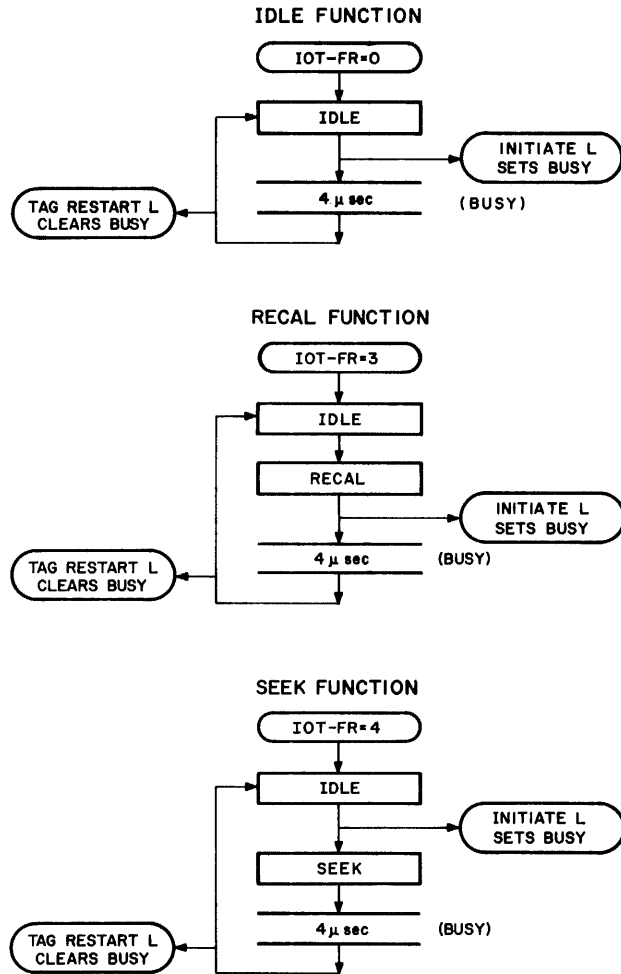 IDLE FUNCTION
IOT-FR=0
IDLE
INITIATE L
SETS BUSY
4 μ sec
(BUSY)
TAG RESTART L
CLEARS BUSY
RECAL FUNCTION
IOT-FR=3
IDLE
RECAL
INITIATE L
SETS BUSY
4 μ sec
(BUSY)
TAG RESTART L
CLEARS BUSY
SEEK FUNCTION
IOT-FR=4
IDLE
INITIATE L
SETS BUSY
SEEK
4 μ sec
(BUSY)
TAG RESTART L
CLEARS BUSY